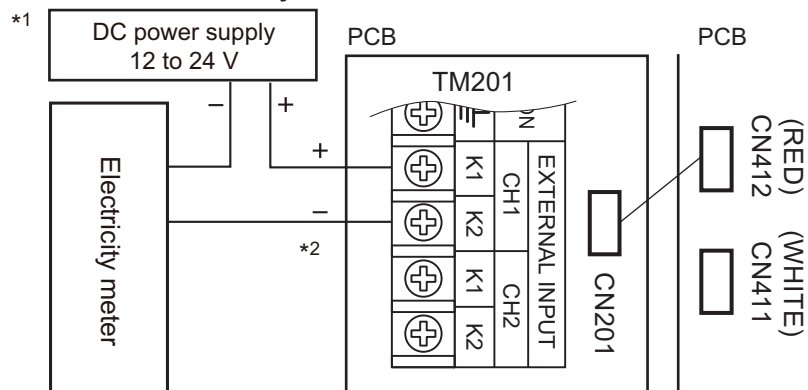 *1
DC power supply
12 to 24 V
PCB
PCB
TM201
–
+
ON
+
K1
CH1
EXTERNAL INPUT
–
K2
*2
K1
CH2
K2
Electricity meter
CN201
(RED)
CN412
(WHITE)
CN411